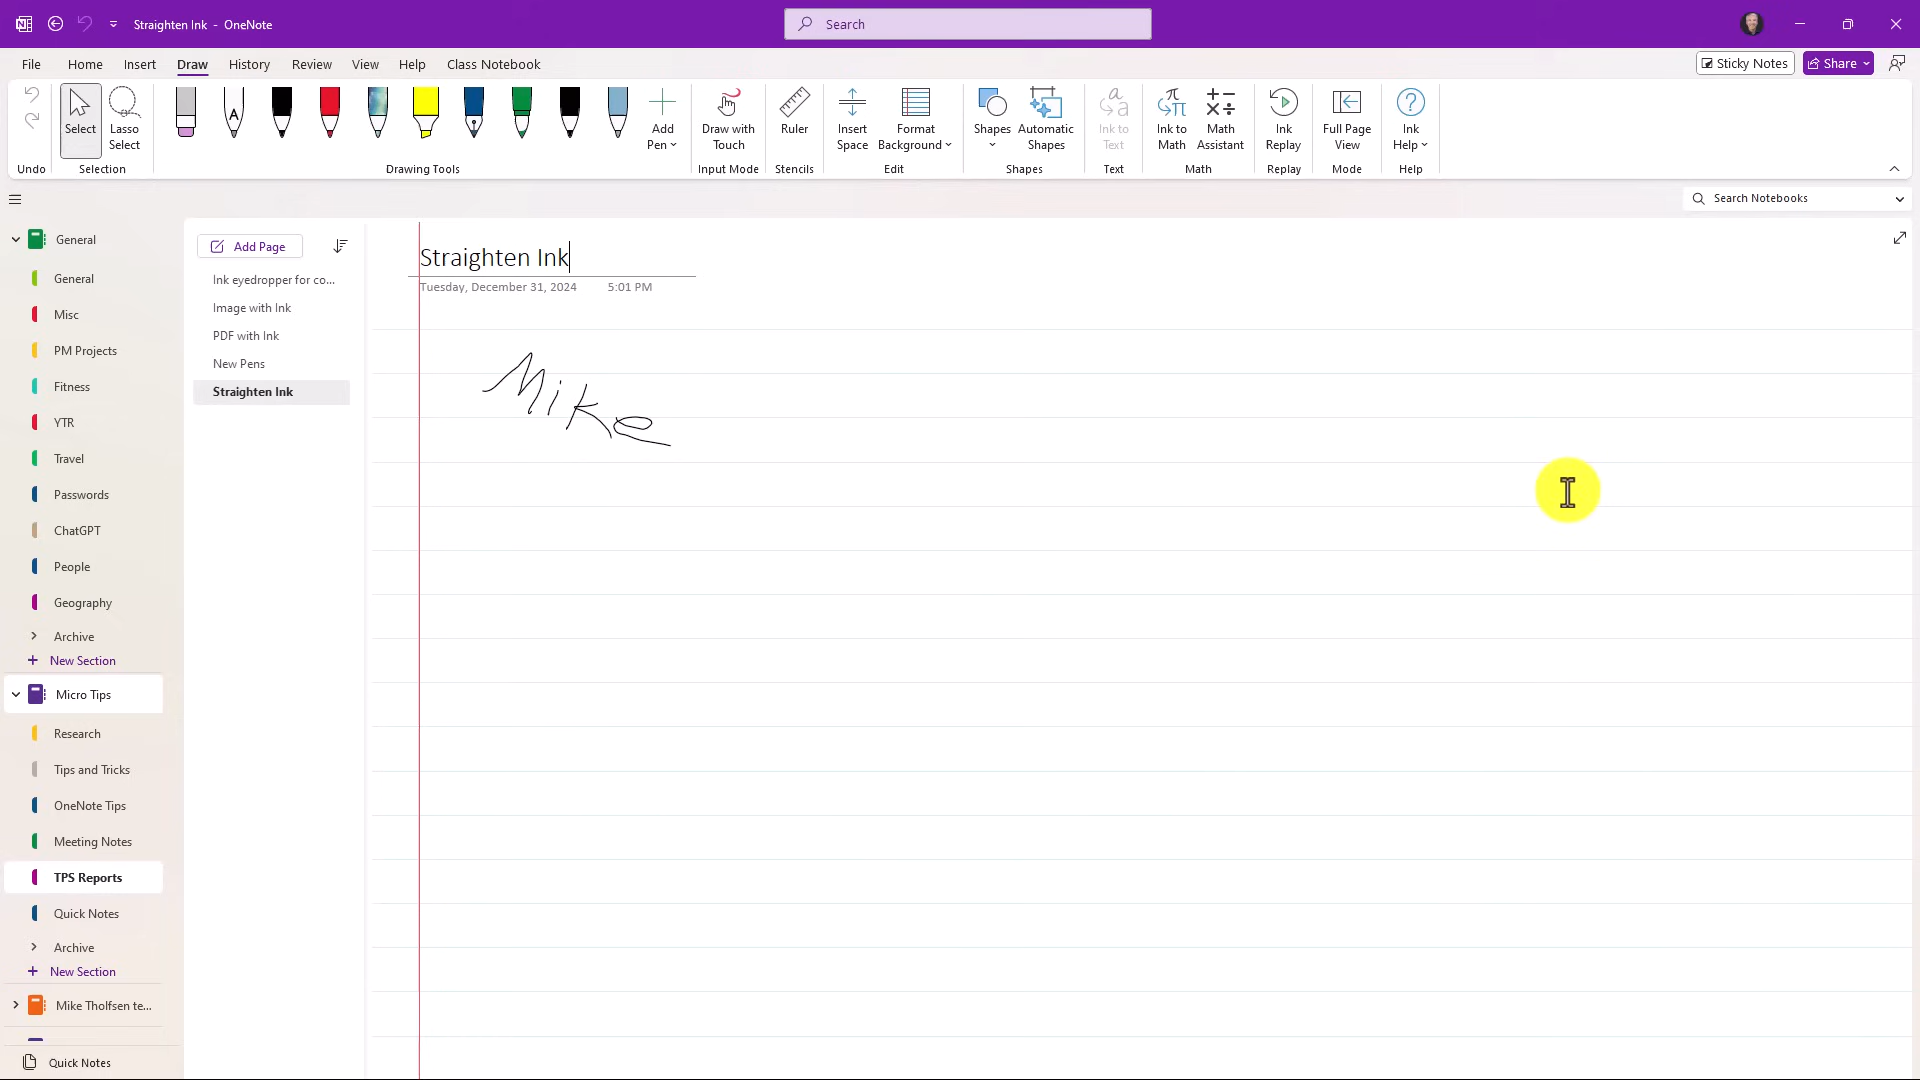 Straighten Ink - OneNote
Search
File Home Insert Draw History Review View Help Class Notebook
Sticky Notes Share
Select Lasso Select
A
Add Pen
Draw with Touch
Ruler
Insert Space
Format Background
Shapes
Automatic Shapes
Ink to Text
Ink to Math
Math Assistant
Ink Replay
Full Page View
Ink Help
Undo Selection Drawing Tools Input Mode Stencils Edit Shapes Text Math Replay Mode Help
Search Notebooks
General
General
Misc
PM Projects
Fitness
YTR
Travel
Passwords
ChatGPT
People
Geography
Archive
New Section
Micro Tips
Research
Tips and Tricks
OneNote Tips
Meeting Notes
TPS Reports
Quick Notes
Archive
New Section
Mike Tholfsen te...
Quick Notes
Add Page
Ink eyedropper for co...
Image with Ink
PDF with Ink
New Pens
Straighten Ink
Straighten Ink
Tuesday, December 31, 2024 5:01 PM
Mike